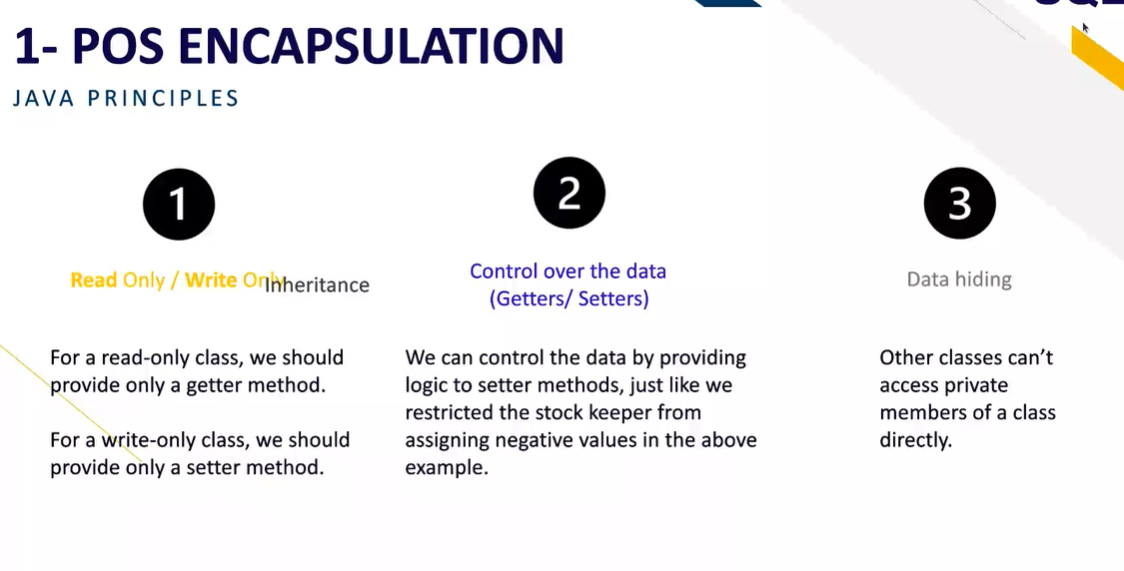 1- POS ENCAPSULATION
JAVA PRINCIPLES
1
Read Only / Write Only
Inheritance
For a read-only class, we should
provide only a getter method.
For a write-only class, we should
provide only a setter method.
2
Control over the data
(Getters/ Setters)
We can control the data by providing
logic to setter methods, just like we
restricted the stock keeper from
assigning negative values in the above
example.
3
Data hiding
Other classes can’t
access private
members of a class
directly.